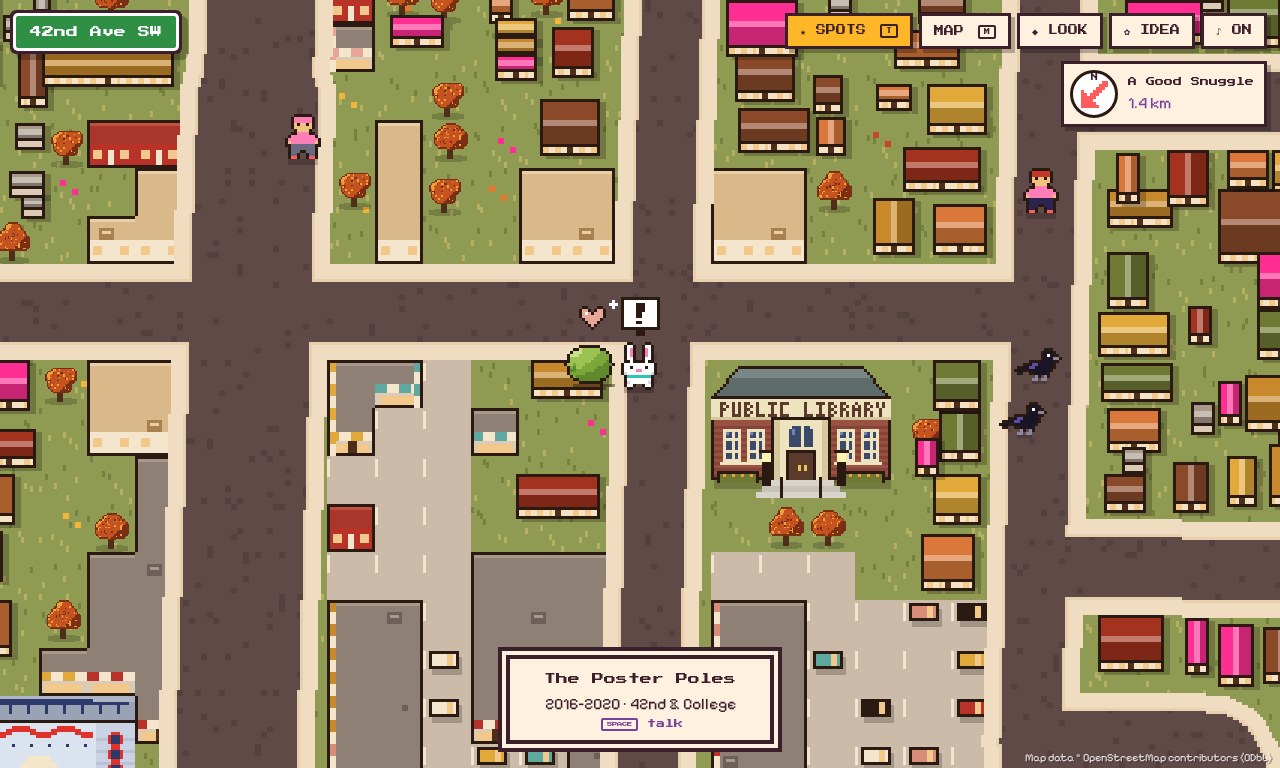 42nd Ave SW
★ SPOTS T
MAP M
◆ LOOK
✿ IDEA
♪ ON
N
A Good Snuggle
1.4 km
!
PUBLIC LIBRARY
The Poster Poles
2016-2020 · 42nd & College
SPACE talk
Map data © OpenStreetMap contributors (ODbL)